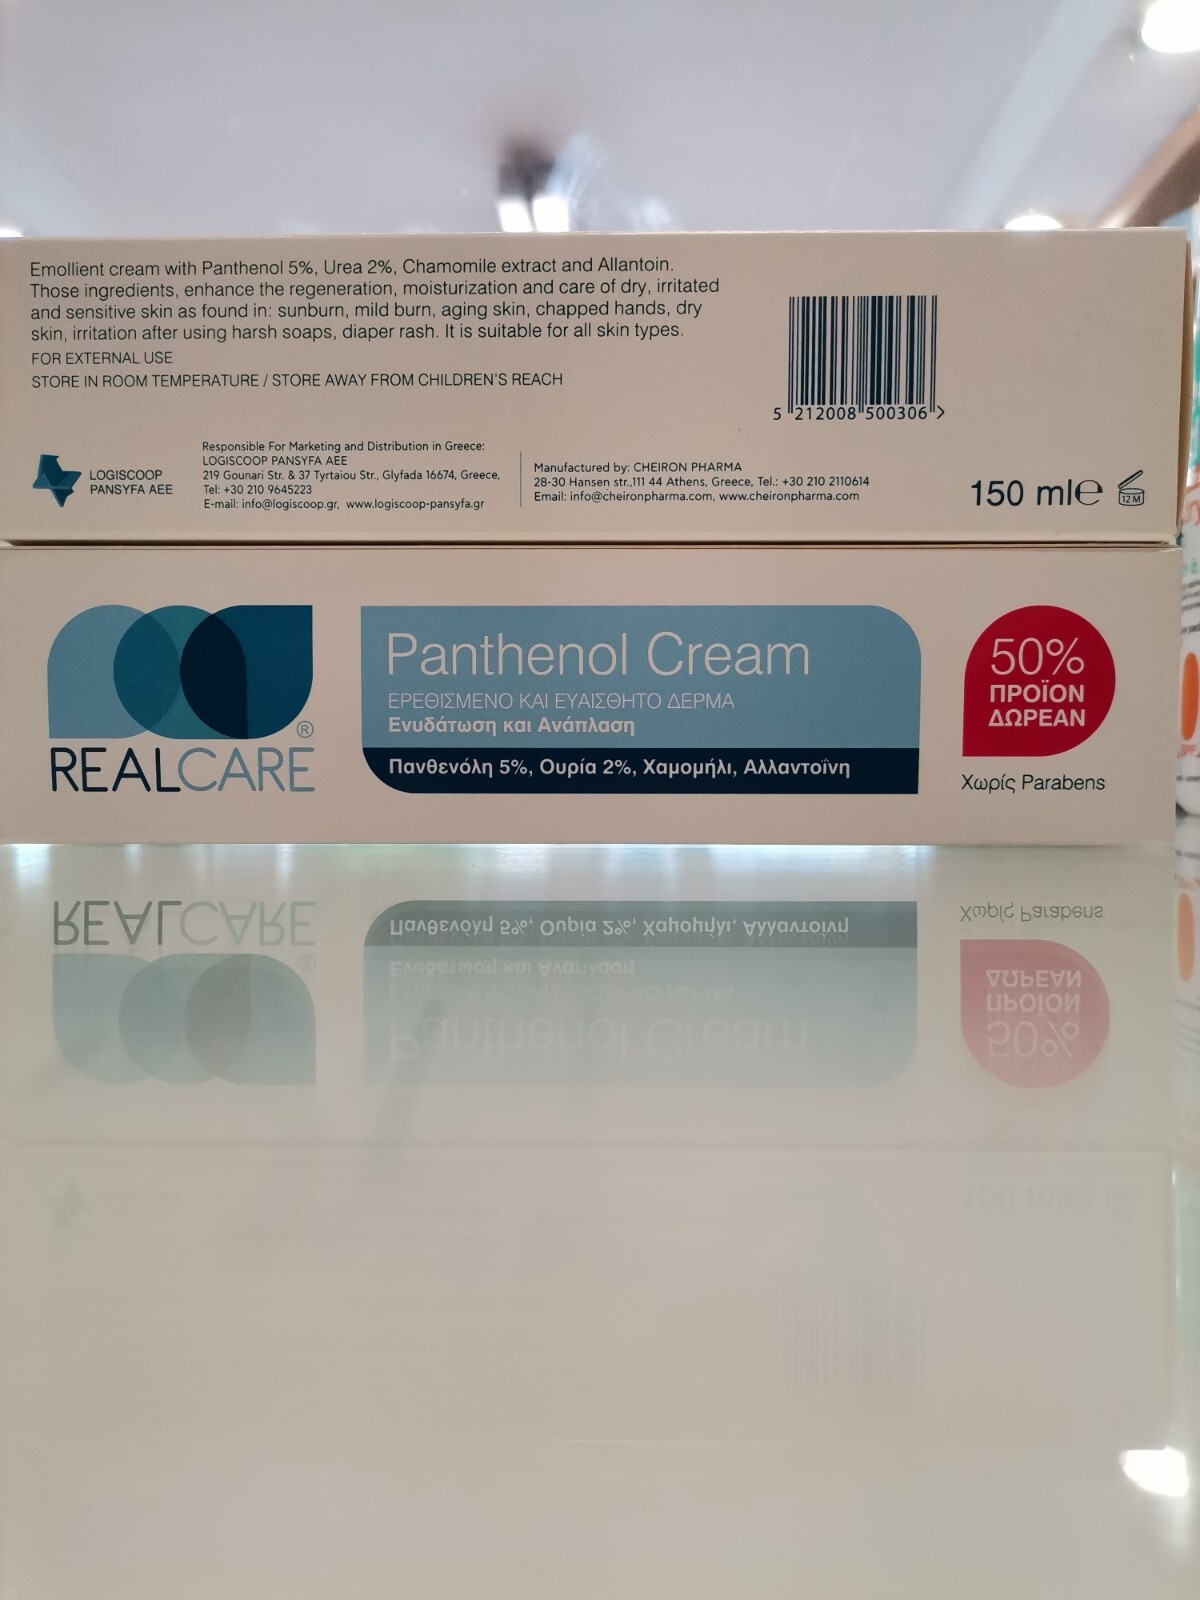 Emollient cream with Panthenol 5%, Urea 2%, Chamomile extract and Allantoin.
Those ingredients, enhance the regeneration, moisturization and care of dry, irritated
and sensitive skin as found in: sunburn, mild burn, aging skin, chapped hands, dry
skin, irritation after using harsh soaps, diaper rash. It is suitable for all skin types.
FOR EXTERNAL USE
STORE IN ROOM TEMPERATURE / STORE AWAY FROM CHILDREN'S REACH
5 212008 500306 >
LOGISCOOP
PANSYFA AEE
Responsible For Marketing and Distribution in Greece:
LOGISCOOP PANSYFA AEE
219 Gounari Str. & 37 Tyrtaiou Str., Glyfada 16674, Greece,
Tel: +30 210 9645223
E-mail: info@logiscoop.gr, www.logiscoop-pansyfa.gr
Manufactured by: CHEIRON PHARMA
28-30 Hansen str.,111 44 Athens, Greece, Tel.: +30 210 2110614
Email: info@cheironpharma.com, www.cheironpharma.com
150 ml℮
12 M
®
REALCARE
Panthenol Cream
ΕΡΕΘΙΣΜΕΝΟ ΚΑΙ ΕΥΑΙΣΘΗΤΟ ΔΕΡΜΑ
Ενυδάτωση και Ανάπλαση
Πανθενόλη 5%, Ουρία 2%, Χαμομήλι, Αλλαντοΐνη
50%
ΠΡΟΪΟΝ
ΔΩΡΕΑΝ
Χωρίς Parabens